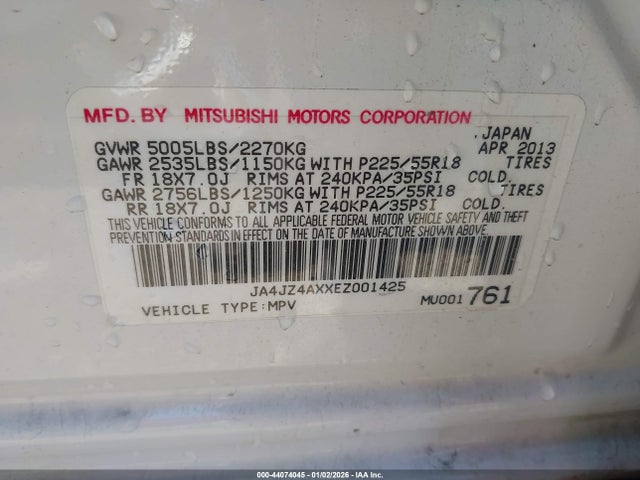 MFD. BY MITSUBISHI MOTORS CORPORATION
, JAPAN
GVWR 5005LBS/2270KG APR 2013
GAWR 2535LBS/1150KG WITH P225/55R18 TIRES
FR 18X7.0J RIMS AT 240KPA/35PSI COLD.
GAWR 2756LBS/1250KG WITH P225/55R18 TIRES
RR 18X7.0J RIMS AT 240KPA/35PSI COLD.
THIS VEHICLE CONFORMS TO ALL APPLICABLE FEDERAL MOTOR VEHICLE SAFETY AND THEFT
PREVENTION STANDARDS IN EFFECT ON THE DATE OF MANUFACTURE SHOWN ABOVE.
JA4JZ4AXXEZ001425
VEHICLE TYPE:MPV MU001 761
000-44074045 - 01/02/2026 - IAA Inc.